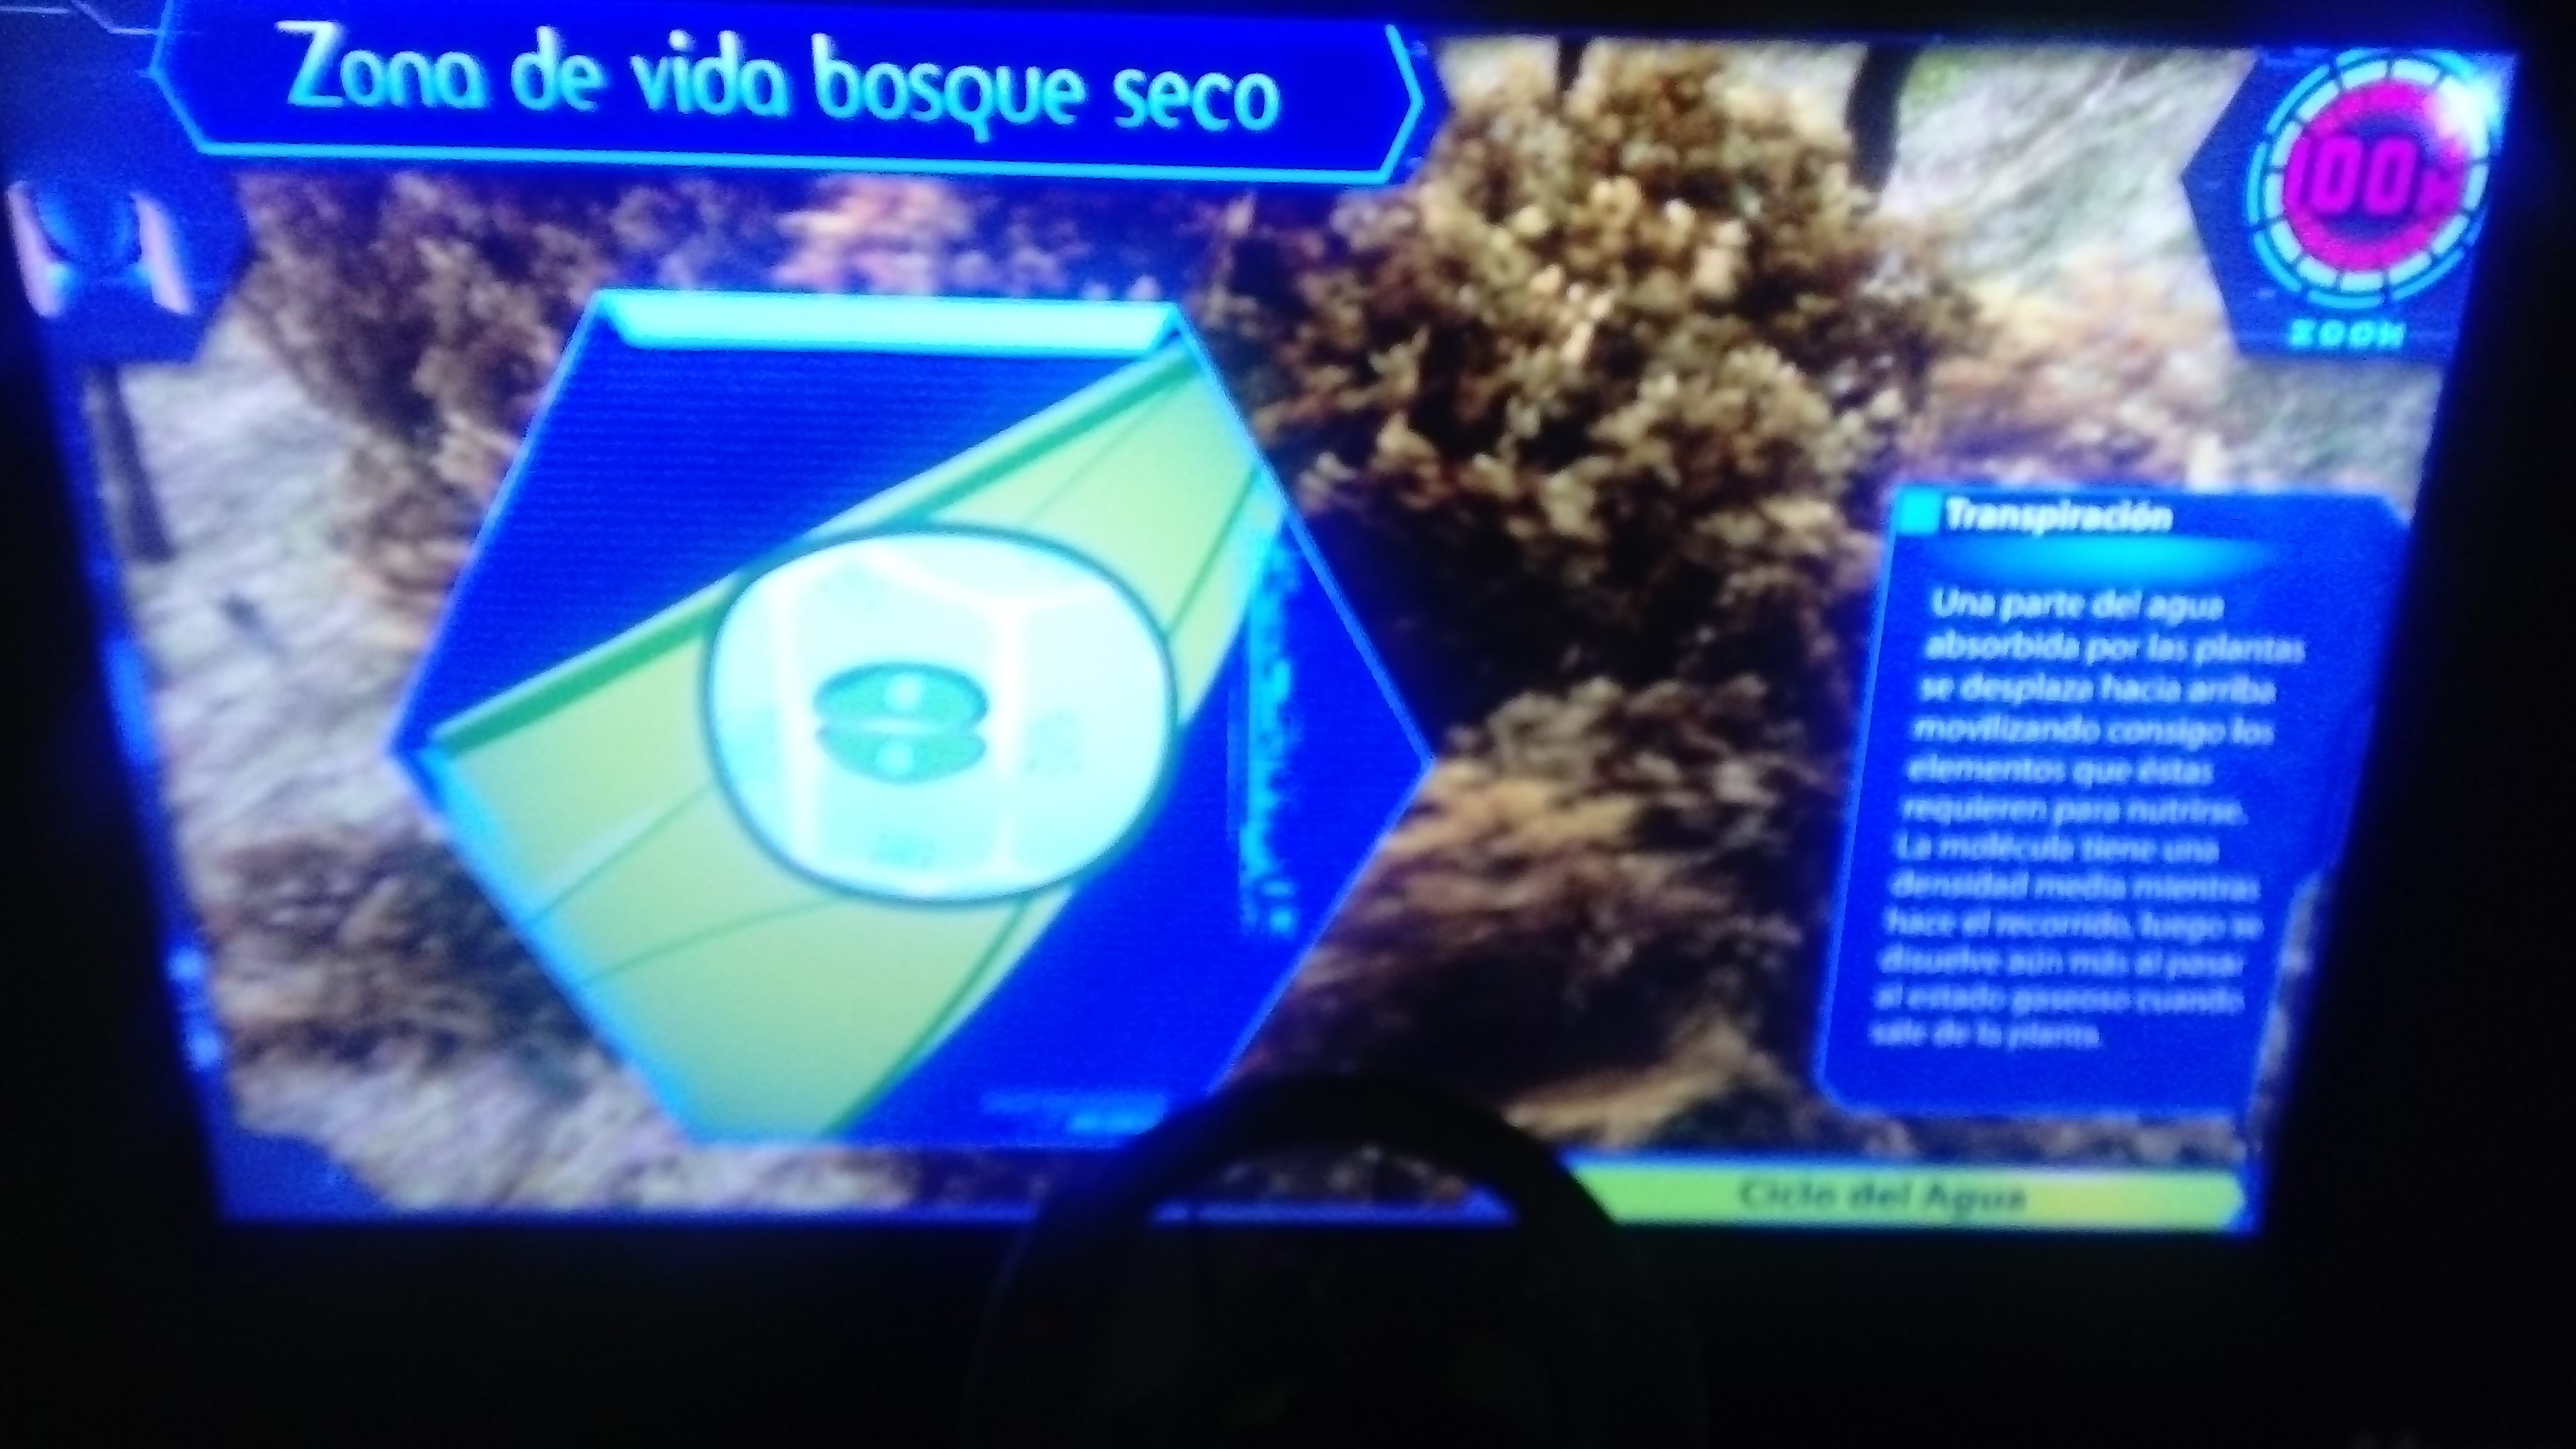 Zona de vida bosque seco
100
ZOOM
Transpiración
Una parte del agua
absorbida por las plantas
se desplaza hacia arriba
movilizando consigo los
elementos que éstas
requieren para nutrirse.
La molécula tiene una
densidad media mientras
hace el recorrido, luego se
disuelve aún más al pasar
al estado gaseoso cuando
sale de la planta.
Ciclo del Agua